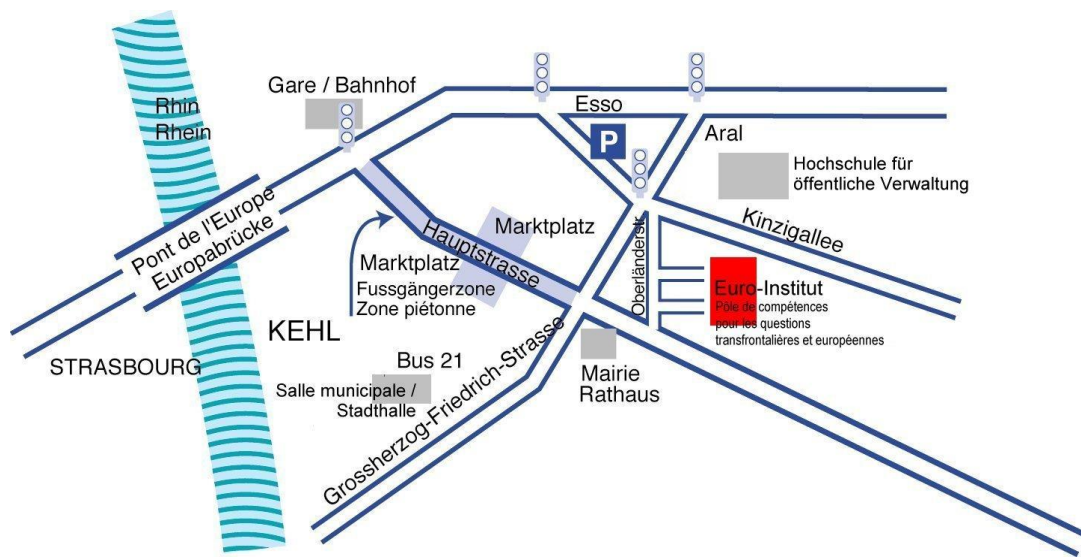 Rhin
Rhein
Gare / Bahnhof
Esso
P
Aral
Hochschule für
öffentliche Verwaltung
Pont de l'Europe
Europabrücke
Hauptstrasse
Marktplatz
Marktplatz
Fussgängerzone
Zone piétonne
Oberländerstr.
Kinzigallee
Euro-Institut
Pôle de compétences
pour les questions
transfrontalières et européennes
KEHL
STRASBOURG
Bus 21
Salle municipale /
Stadthalle
Mairie
Rathaus
Grossherzog-Friedrich-Strasse